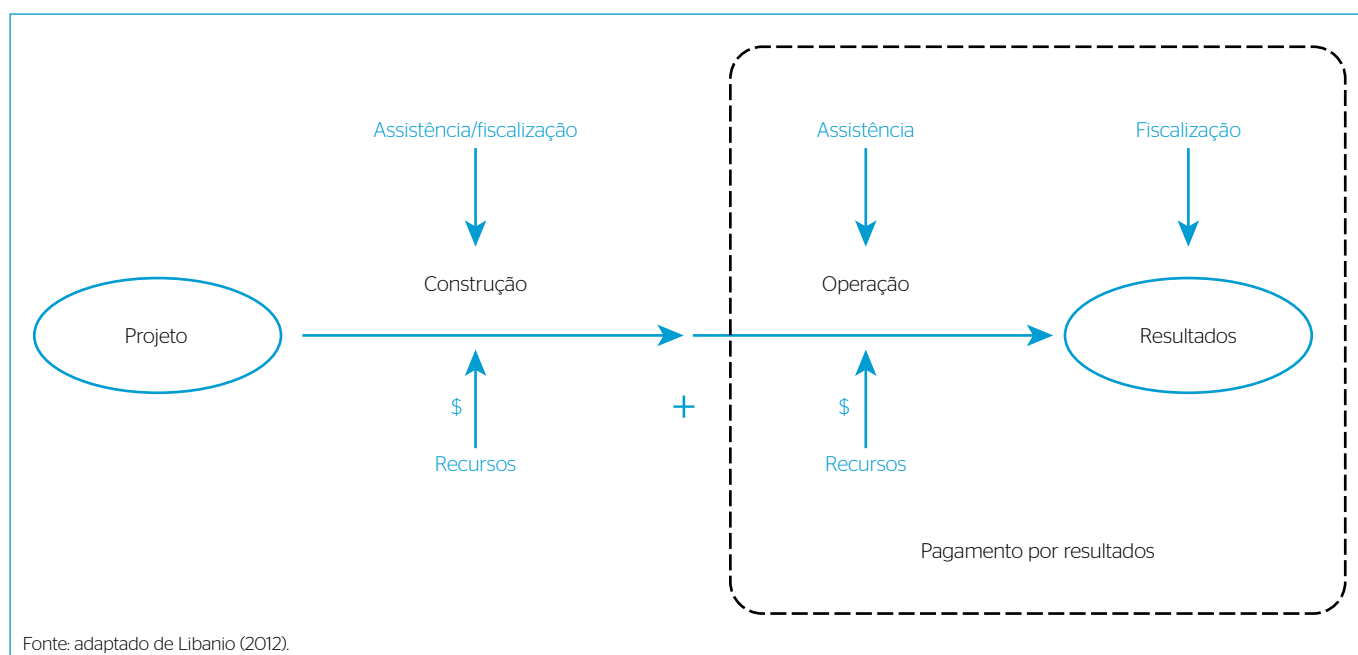 Assistência/fiscalização
Assistência
Fiscalização
Construção
Operação
Projeto
Resultados
$
+
$
Recursos
Recursos
Pagamento por resultados
Fonte: adaptado de Libanio (2012).